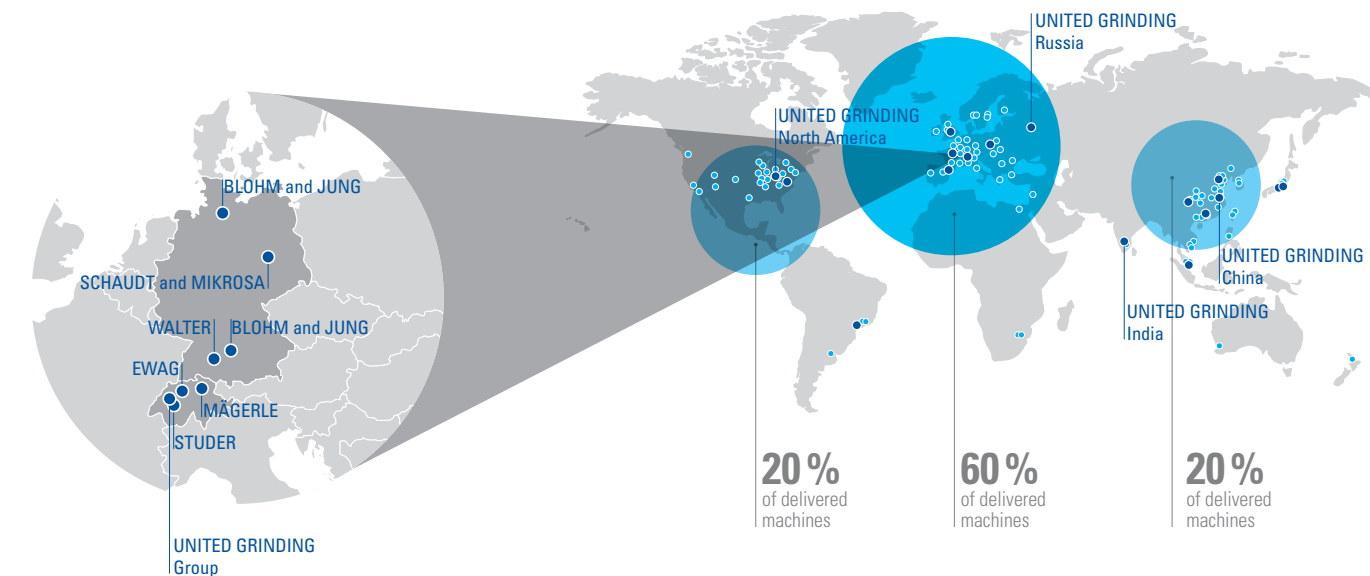 UNITED GRINDING
Russia
UNITED GRINDING
North America
BLOHM and JUNG
SCHAUDT and MIKROSA
UNITED GRINDING
China
UNITED GRINDING
India
WALTER
BLOHM and JUNG
EWAG
MÄGERLE
STUDER
20 %
of delivered
machines
60 %
of delivered
machines
20 %
of delivered
machines
UNITED GRINDING
Group